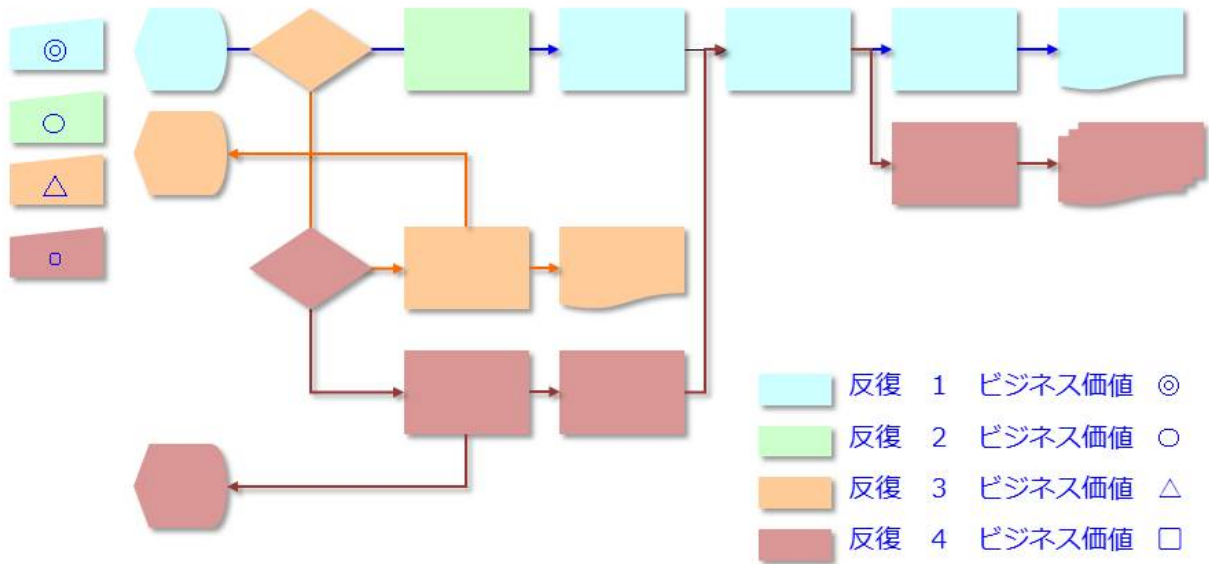 ◎
○
△
□
反復 1 ビジネス価値 ◎
反復 2 ビジネス価値 ○
反復 3 ビジネス価値 △
反復 4 ビジネス価値 □